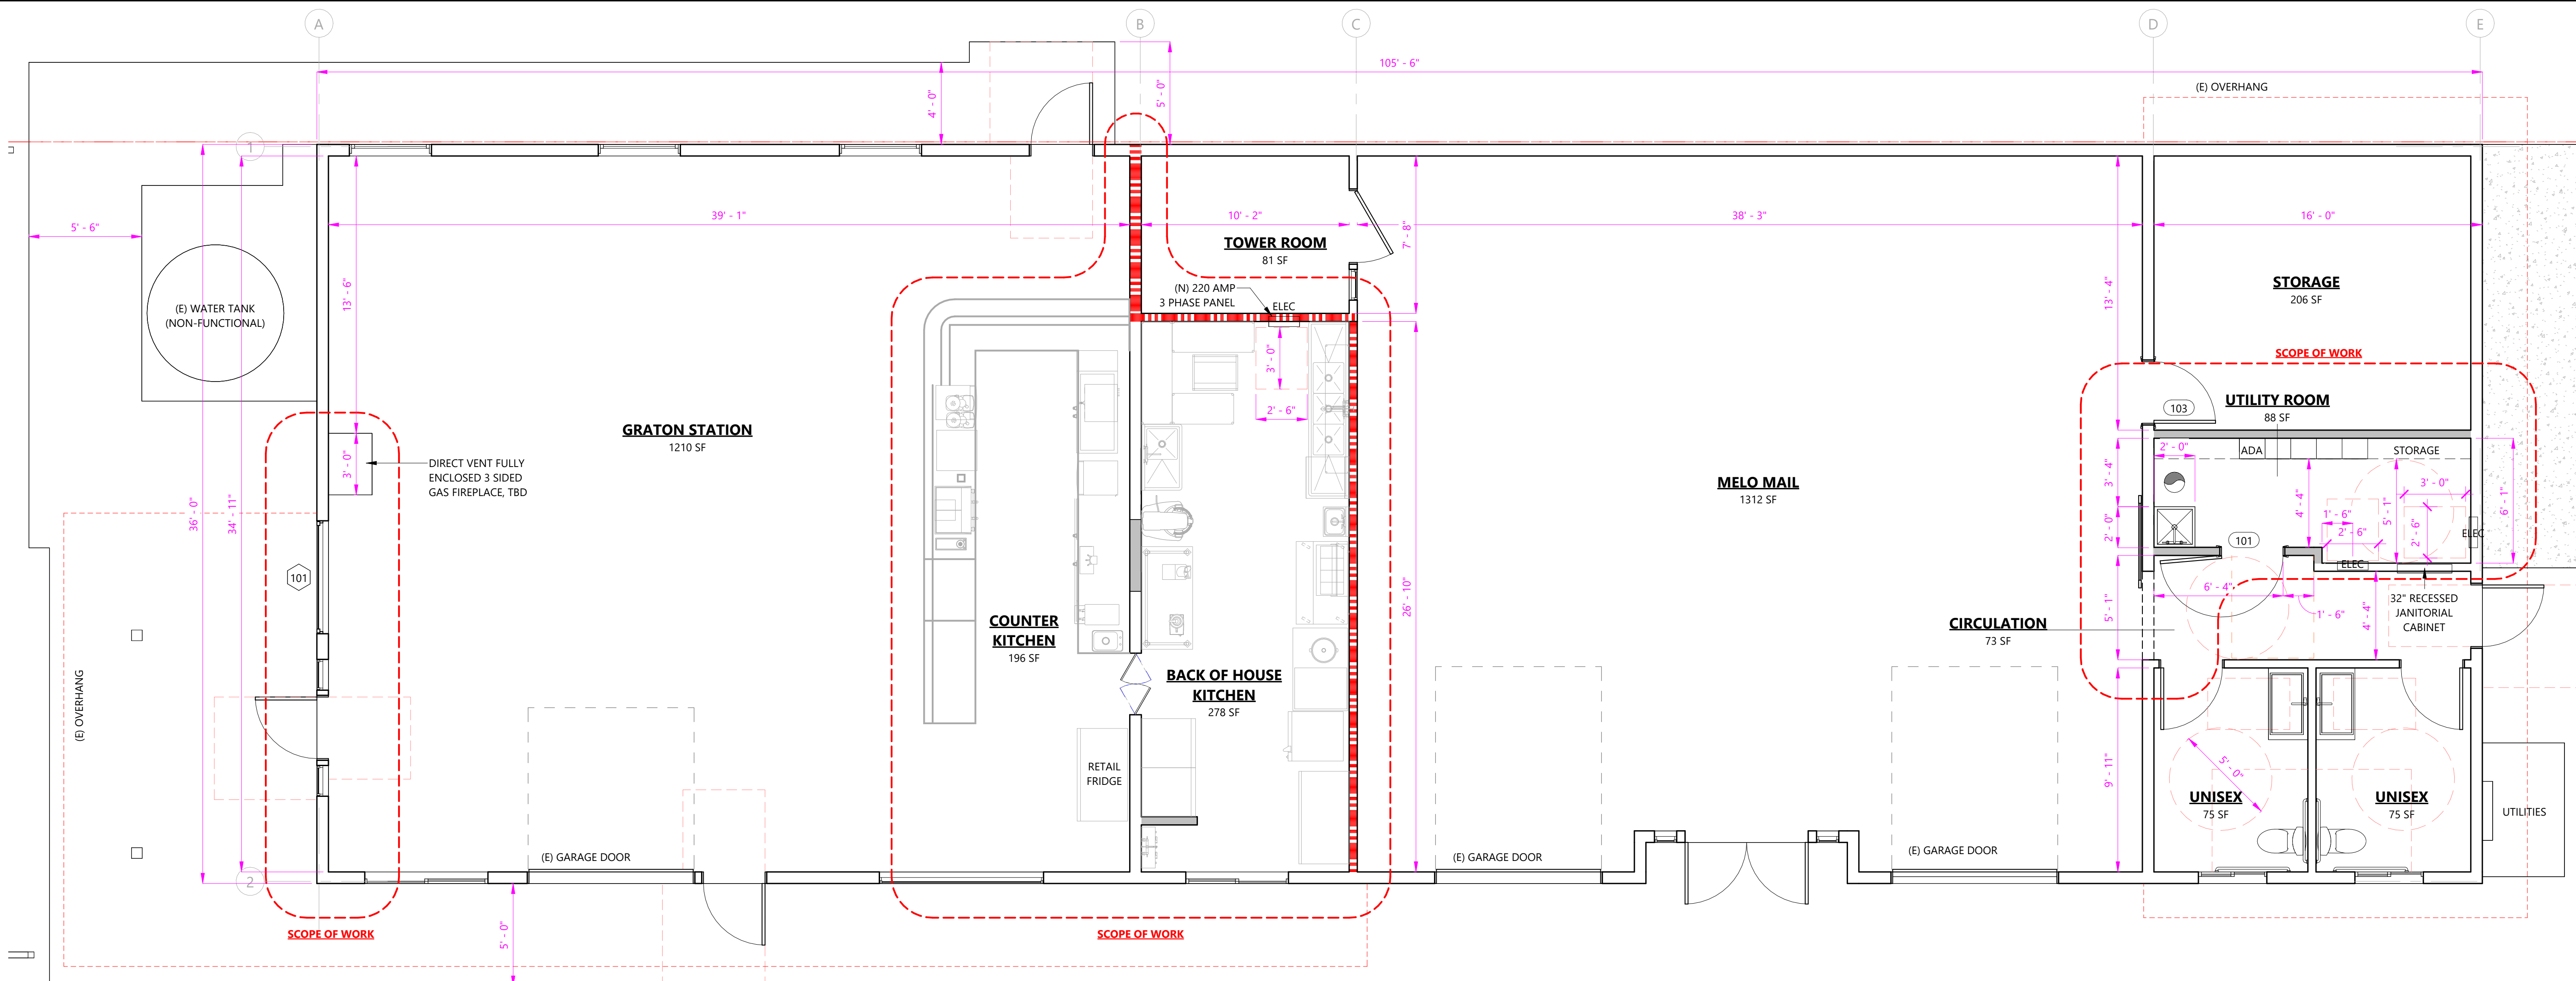 A
B
C
D
E
105' - 6"
(E) OVERHANG
4' - 0"
5' - 0"
1
5' - 6"
39' - 1"
10' - 2"
38' - 3"
16' - 0"
7' - 8"
TOWER ROOM
81 SF
(N) 220 AMP
3 PHASE PANEL
ELEC
(E) WATER TANK
(NON-FUNCTIONAL)
13' - 6"
13' - 4"
STORAGE
206 SF
SCOPE OF WORK
3' - 0"
2' - 6"
UTILITY ROOM
88 SF
103
GRATON STATION
1210 SF
3' - 0"
DIRECT VENT FULLY
ENCLOSED 3 SIDED
GAS FIREPLACE, TBD
36' - 0"
34' - 11"
MELO MAIL
1312 SF
2' - 0"
ADA
STORAGE
3' - 4"
4' - 4"
5' - 1"
3' - 0"
6' - 1"
1' - 6"
2' - 6"
2' - 6"
2' - 0"
101
ELEC
ELEC
101
26' - 10"
6' - 4"
1' - 6"
5' - 1"
4' - 4"
32" RECESSED
JANITORIAL
CABINET
COUNTER
KITCHEN
196 SF
CIRCULATION
73 SF
BACK OF HOUSE
KITCHEN
278 SF
(E) OVERHANG
RETAIL
FRIDGE
9' - 11"
5' - 0"
UNISEX
75 SF
UNISEX
75 SF
UTILITIES
(E) GARAGE DOOR
(E) GARAGE DOOR
(E) GARAGE DOOR
2
SCOPE OF WORK
5' - 0"
SCOPE OF WORK